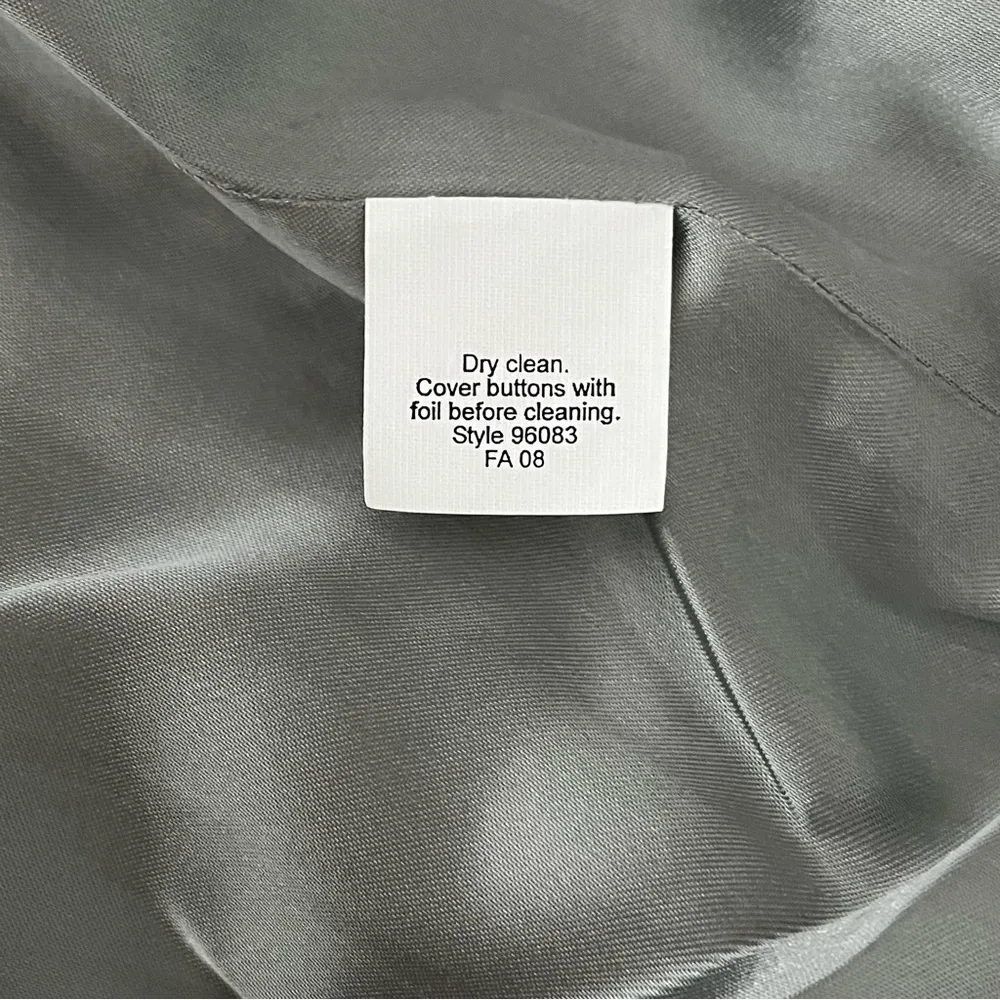 Dry clean.
Cover buttons with
foil before cleaning.
Style 96083
FA 08